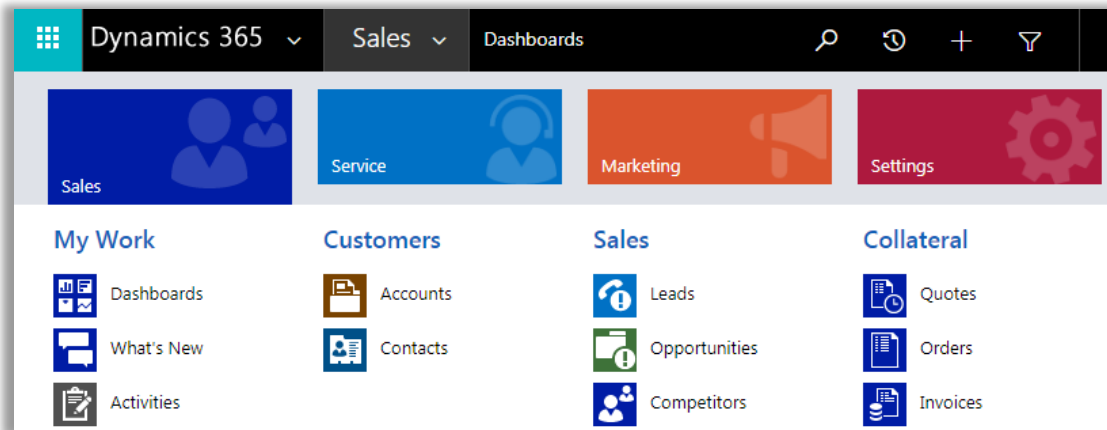 Dynamics 365 Sales Dashboards
Sales
Service
Marketing
Settings
My Work
Dashboards
What's New
Activities
Customers
Accounts
Contacts
Sales
Leads
Opportunities
Competitors
Collateral
Quotes
Orders
Invoices